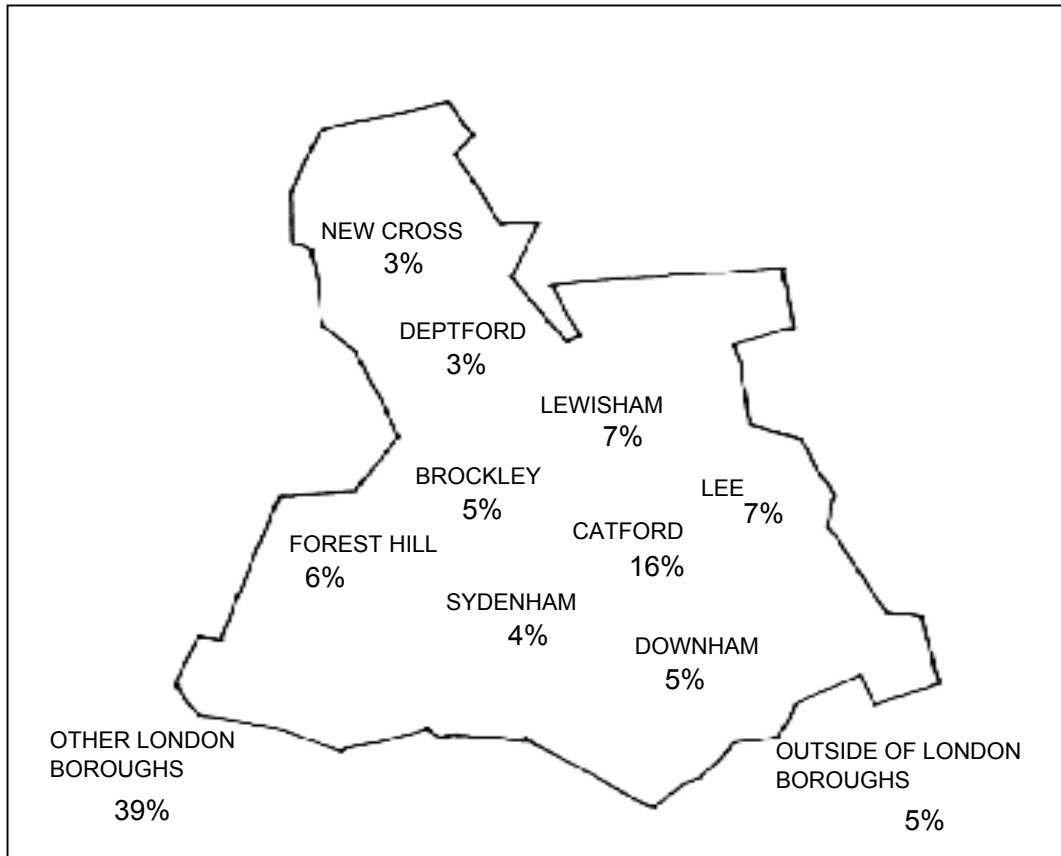 NEW CROSS
3%
DEPTFORD
3%
LEWISHAM
7%
BROCKLEY
5%
LEE
7%
FOREST HILL
6%
CATFORD
16%
SYDENHAM
4%
DOWNHAM
5%
OTHER LONDON
BOROUGHS
39%
OUTSIDE OF LONDON
BOROUGHS
5%